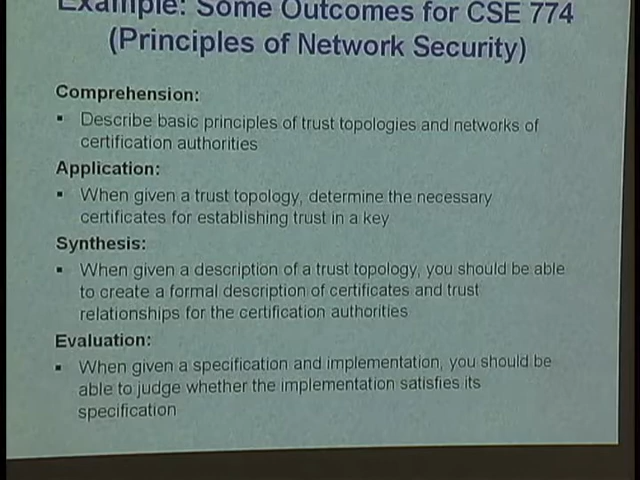 Example: Some Outcomes for CSE 774
(Principles of Network Security)
Comprehension:
▪ Describe basic principles of trust topologies and networks of
certification authorities
Application:
▪ When given a trust topology, determine the necessary
certificates for establishing trust in a key
Synthesis:
▪ When given a description of a trust topology, you should be able
to create a formal description of certificates and trust
relationships for the certification authorities
Evaluation:
▪ When given a specification and implementation, you should be
able to judge whether the implementation satisfies its
specification